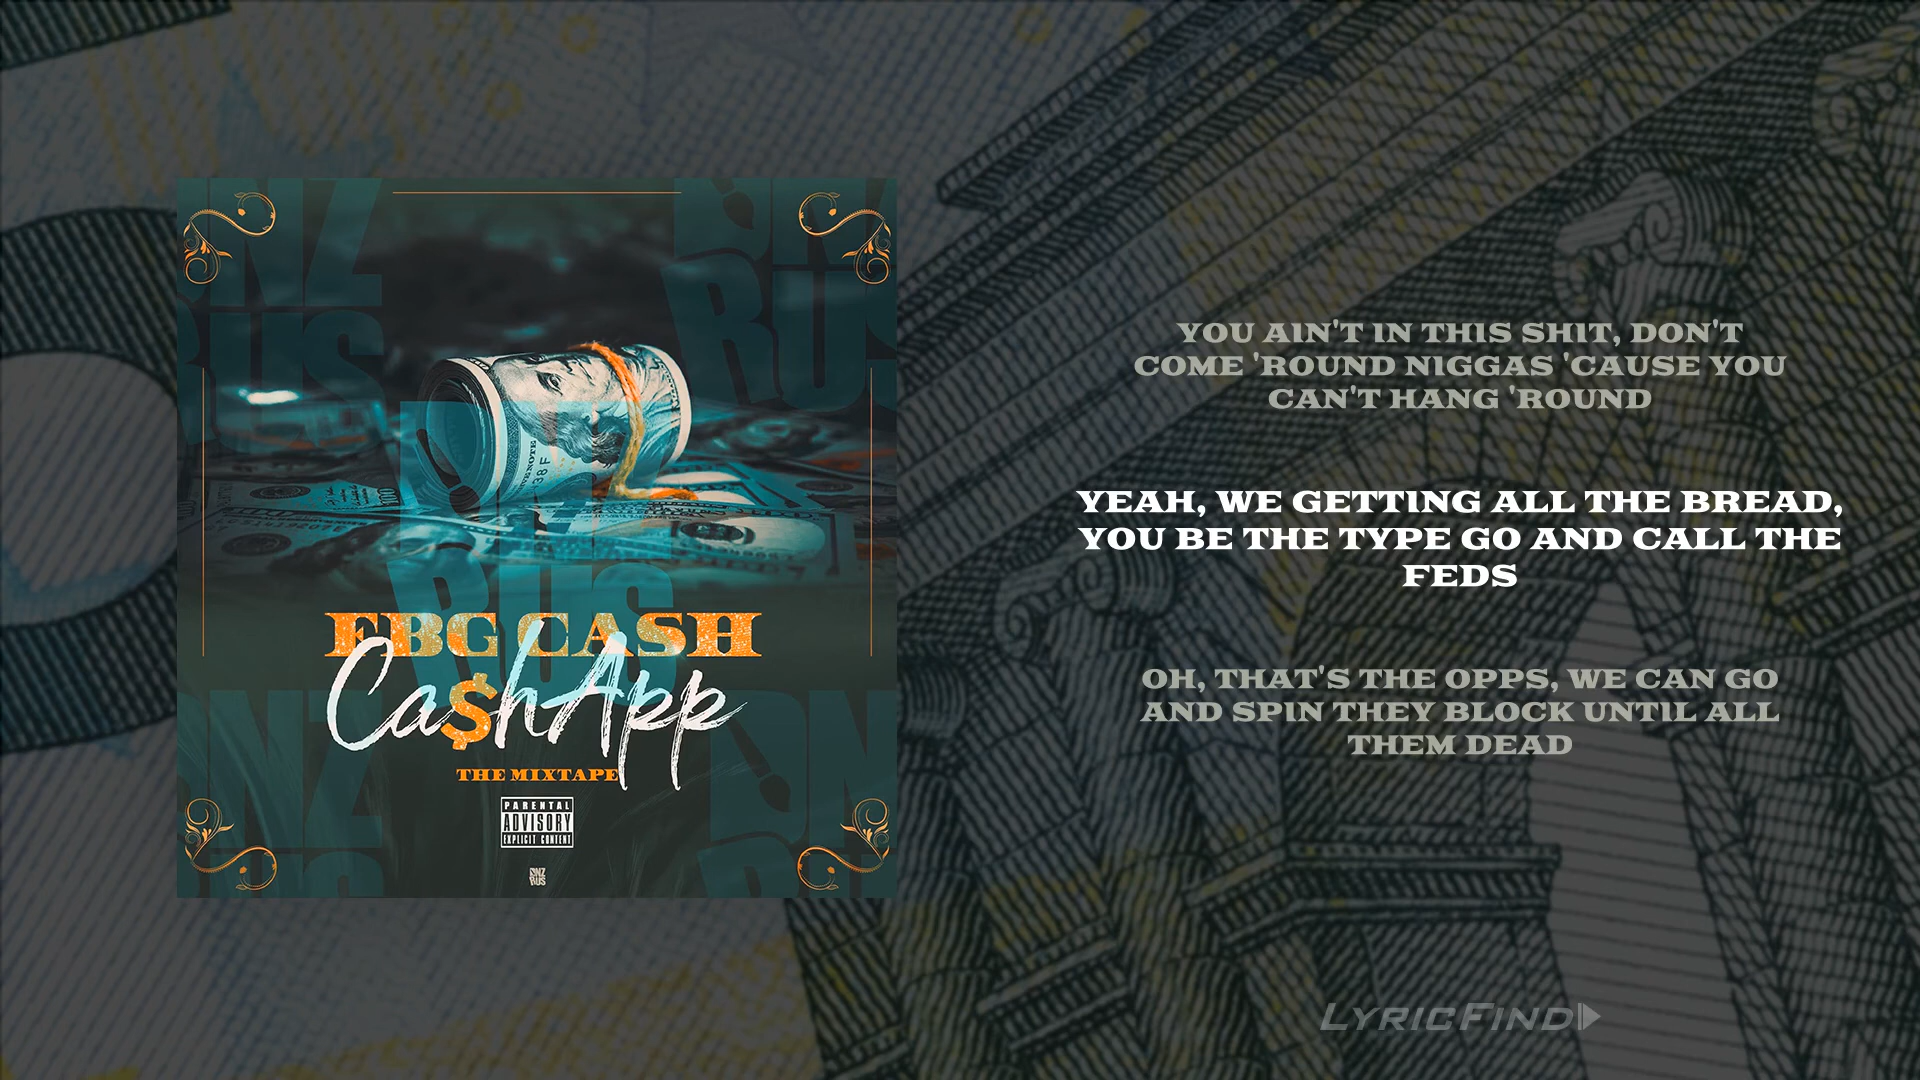 FBG CASH
Ca$hApp
THE MIXTAPE
PARENTAL
ADVISORY
EXPLICIT CONTENT
BNZ
RUS
YOU AIN'T IN THIS SHIT, DON'T
COME 'ROUND NIGGAS 'CAUSE YOU
CAN'T HANG 'ROUND
YEAH, WE GETTING ALL THE BREAD,
YOU BE THE TYPE GO AND CALL THE
FEDS
OH, THAT'S THE OPPS, WE CAN GO
AND SPIN THEY BLOCK UNTIL ALL
THEM DEAD
LYRICFIND